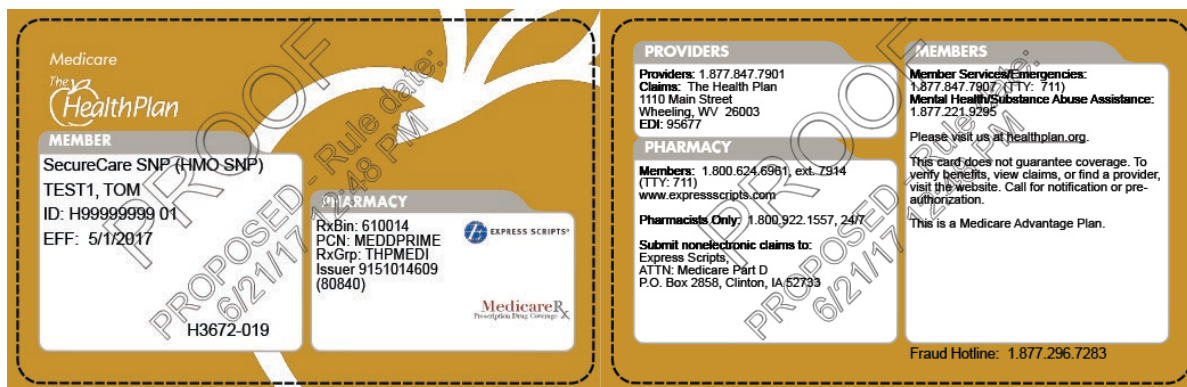 Medicare
The
HealthPlan
MEMBER
SecureCare SNP (HMO SNP)
TEST1, TOM
ID: H99999999 01
EFF: 5/1/2017
H3672-019
PHARMACY
RxBin: 610014
PCN: MEDDPRIME
RxGrp: THPMEDI
Issuer 9151014609
(80840)
EXPRESS SCRIPTS®
MedicareRx
Prescription Drug Coverage
PROOF
PROPOSED - Rule date:
6/21/17 12:48 PM
PROVIDERS
Providers: 1.877.847.7901
Claims: The Health Plan
1110 Main Street
Wheeling, WV 26003
EDI: 95677
PHARMACY
Members: 1.800.624.6961, ext. 7914
(TTY: 711)
www.expressscripts.com
Pharmacists Only: 1.800.922.1557, 24/7
Submit nonelectronic claims to:
Express Scripts,
ATTN: Medicare Part D
P.O. Box 2858, Clinton, IA 52733
MEMBERS
Member Services/Emergencies:
1.877.847.7907 (TTY: 711)
Mental Health/Substance Abuse Assistance:
1.877.221.9295
Please visit us at healthplan.org.
This card does not guarantee coverage. To
verify benefits, view claims, or find a provider,
visit the website. Call for notification or pre-
authorization.
This is a Medicare Advantage Plan.
Fraud Hotline: 1.877.296.7283
PROOF
PROPOSED - Rule date:
6/21/17 12:48 PM